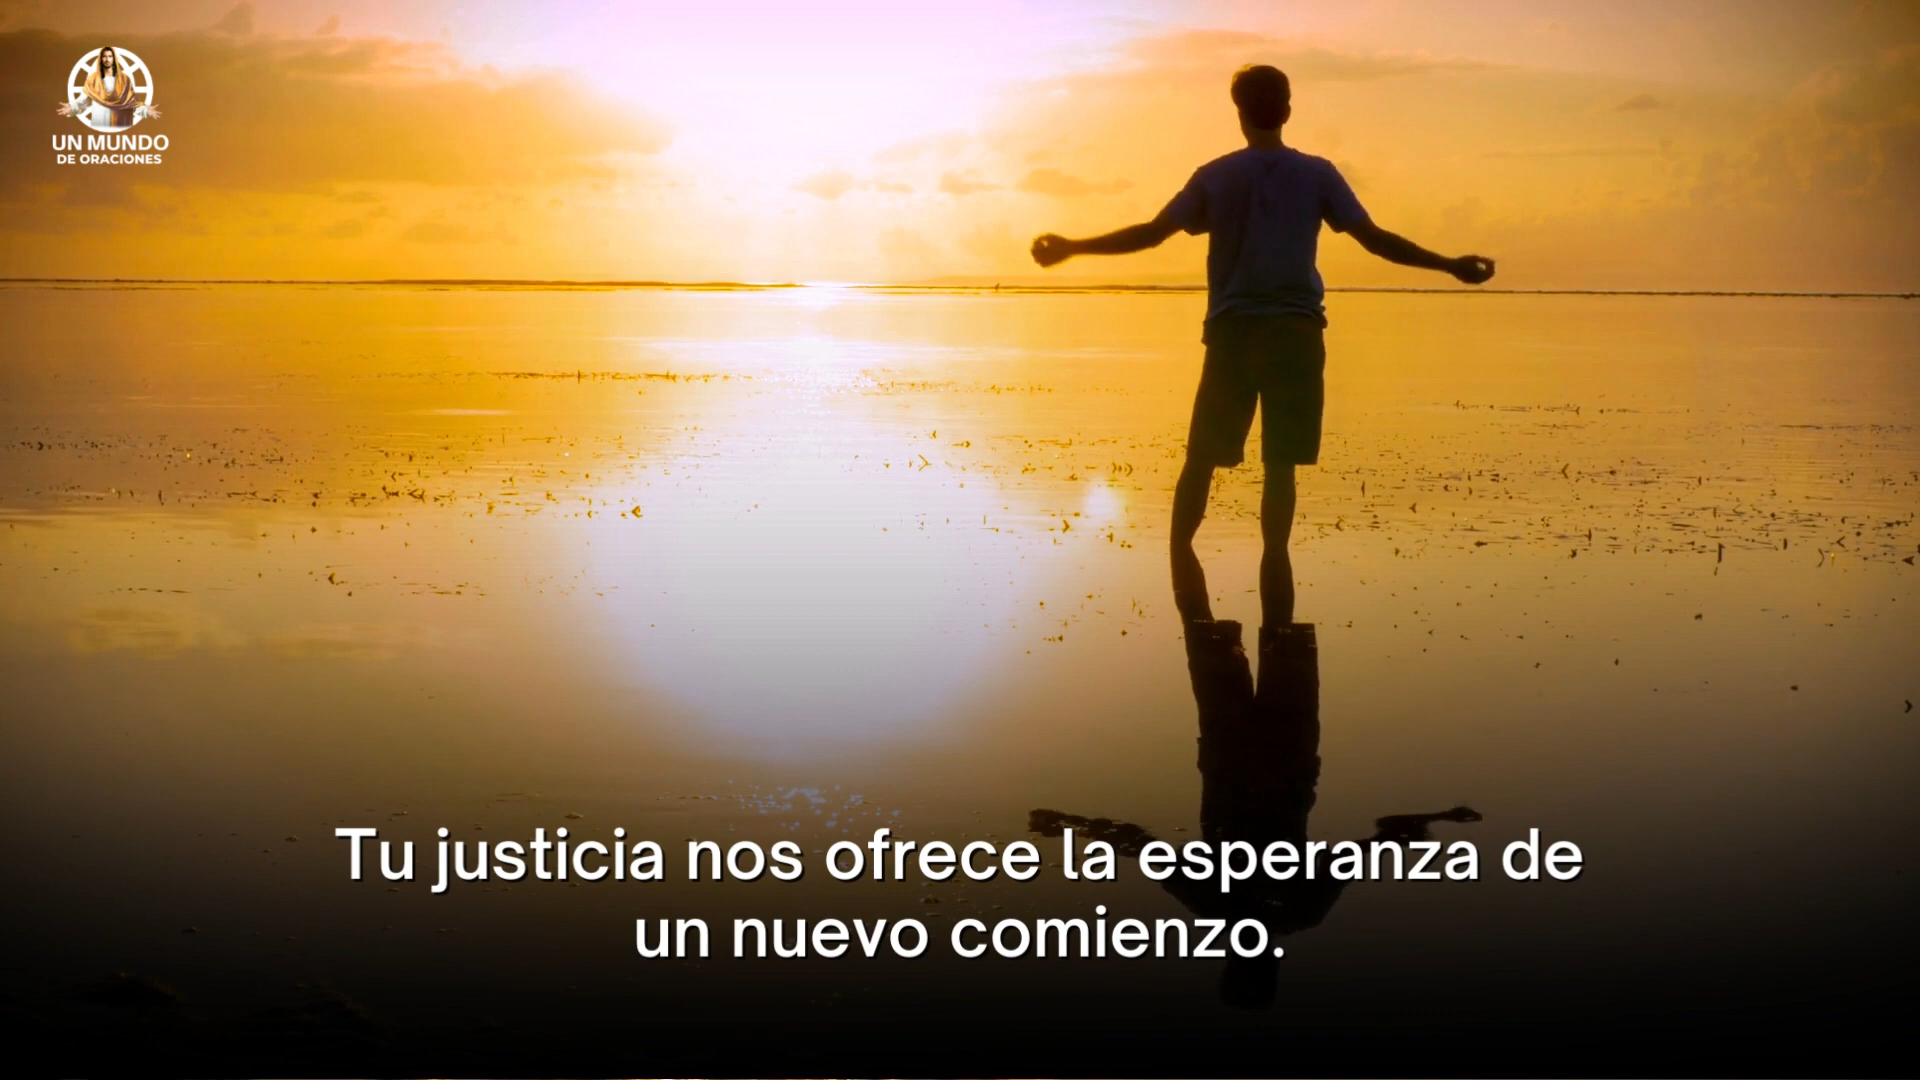 UN MUNDO
DE ORACIONES
Tu justicia nos ofrece la esperanza de
un nuevo comienzo.